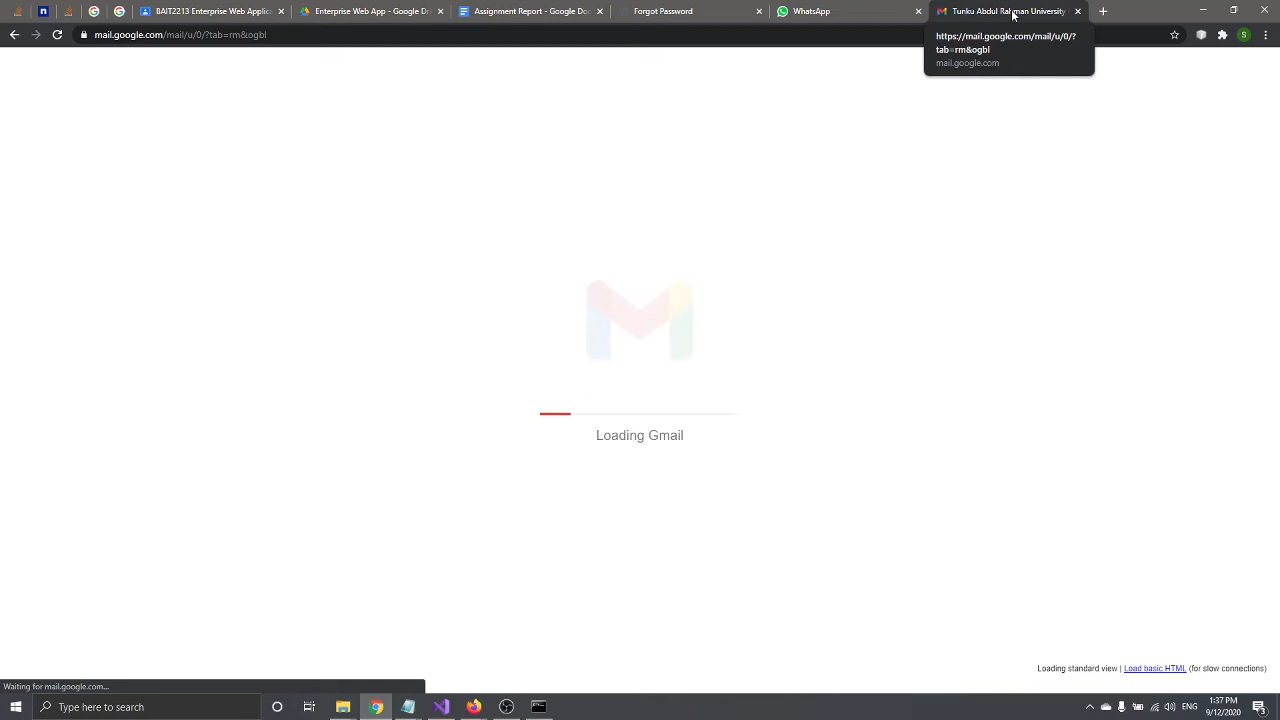 BAIT2213 Enterprise Web Applica
Enterprise Web App - Google Dri
Assignment Report - Google Doc
Forgot Password
WhatsApp
Tunku Abdul Rahman University
mail.google.com/mail/u/0/?tab=rm&ogbl
https://mail.google.com/mail/u/0/?
tab=rm&ogbl
mail.google.com
S
Loading Gmail
Loading standard view | Load basic HTML (for slow connections)
Waiting for mail.google.com...
Type here to search
ENG
1:37 PM
9/12/2020